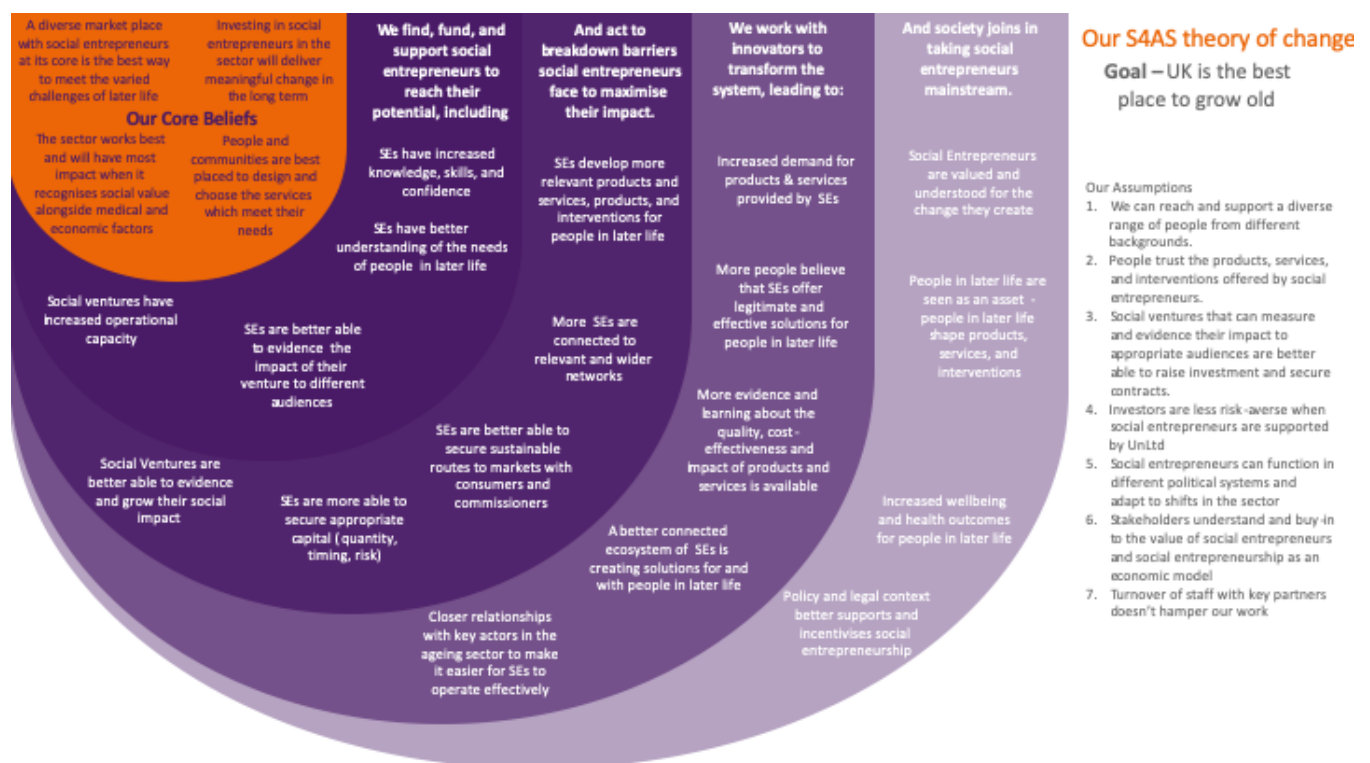 A diverse market place
with social entrepreneurs
at its core is the best way
to meet the varied
challenges of later life
Investing in social
entrepreneurs in the
sector will deliver
meaningful change in
the long term
Our Core Beliefs
The sector works best
and will have most
impact when it
recognises social value
alongside medical and
economic factors
People and
communities are best
placed to design and
choose the services
which meet their
needs
We find, fund, and
support social
entrepreneurs to
reach their
potential, including
SEs have increased
knowledge, skills, and
confidence
SEs have better
understanding of the needs
of people in later life
SEs are better able
to evidence the
impact of their
venture to different
audiences
Social ventures have
increased operational
capacity
And act to
breakdown barriers
social entrepreneurs
face to maximise
their impact.
SEs develop more
relevant products and
services, products, and
interventions for
people in later life
More SEs are
connected to
relevant and wider
networks
SEs are better able to
secure sustainable
routes to markets with
consumers and
commissioners
SEs are more able to
secure appropriate
capital (quantity,
timing, risk)
Social Ventures are
better able to evidence
and grow their social
impact
We work with
innovators to
transform the
system, leading to:
Increased demand for
products & services
provided by SEs
More people believe
that SEs offer
legitimate and
effective solutions for
people in later life
More evidence and
learning about the
quality, cost-
effectiveness and
impact of products and
services is available
A better connected
ecosystem of SEs is
creating solutions for and
with people in later life
Closer relationships
with key actors in the
ageing sector to make
it easier for SEs to
operate effectively
And society joins in
taking social
entrepreneurs
mainstream.
Social Entrepreneurs
are valued and
understood for the
change they create
People in later life are
seen as an asset -
people in later life
shape products,
services, and
interventions
Increased wellbeing
and health outcomes
for people in later life
Policy and legal context
better supports and
incentivises social
entrepreneurship
Our S4AS theory of change
Goal – UK is the best
place to grow old
Our Assumptions
1. We can reach and support a diverse
range of people from different
backgrounds.
2. People trust the products, services,
and interventions offered by social
entrepreneurs.
3. Social ventures that can measure
and evidence their impact to
appropriate audiences are better
able to raise investment and secure
contracts.
4. Investors are less risk-averse when
social entrepreneurs are supported
by UnLtd
5. Social entrepreneurs can function in
different political systems and
adapt to shifts in the sector
6. Stakeholders understand and buy-in
to the value of social entrepreneurs
and social entrepreneurship as an
economic model
7. Turnover of staff with key partners
doesn't hamper our work